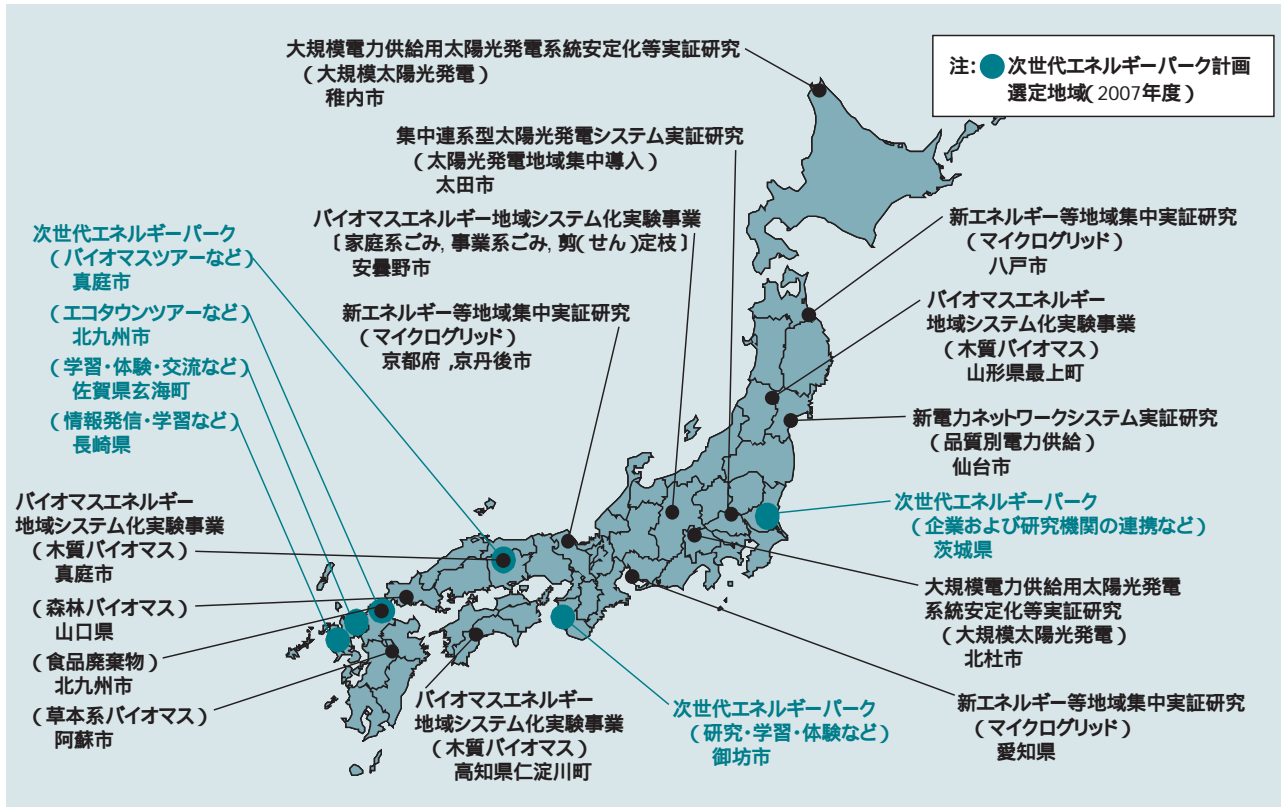 大規模電力供給用太陽光発電系統安定化等実証研究
(大規模太陽光発電)
稚内市
注:●次世代エネルギーパーク計画
選定地域(2007年度)
集中連系型太陽光発電システム実証研究
(太陽光発電地域集中導入)
太田市
バイオマスエネルギー地域システム化実験事業
〔家庭系ごみ,事業系ごみ,剪(せん)定枝〕
安曇野市
新エネルギー等地域集中実証研究
(マイクログリッド)
京都府,京丹後市
次世代エネルギーパーク
(バイオマスツアーなど)
真庭市
(エコタウンツアーなど)
北九州市
(学習・体験・交流など)
佐賀県玄海町
(情報発信・学習など)
長崎県
バイオマスエネルギー
地域システム化実験事業
(木質バイオマス)
真庭市
(森林バイオマス)
山口県
(食品廃棄物)
北九州市
(草本系バイオマス)
阿蘇市
新エネルギー等地域集中実証研究
(マイクログリッド)
八戸市
バイオマスエネルギー
地域システム化実験事業
(木質バイオマス)
山形県最上町
新電力ネットワークシステム実証研究
(品質別電力供給)
仙台市
次世代エネルギーパーク
(企業および研究機関の連携など)
茨城県
大規模電力供給用太陽光発電
系統安定化等実証研究
(大規模太陽光発電)
北杜市
新エネルギー等地域集中実証研究
(マイクログリッド)
愛知県
バイオマスエネルギー
地域システム化実験事業
(木質バイオマス)
高知県仁淀川町
次世代エネルギーパーク
(研究・学習・体験など)
御坊市